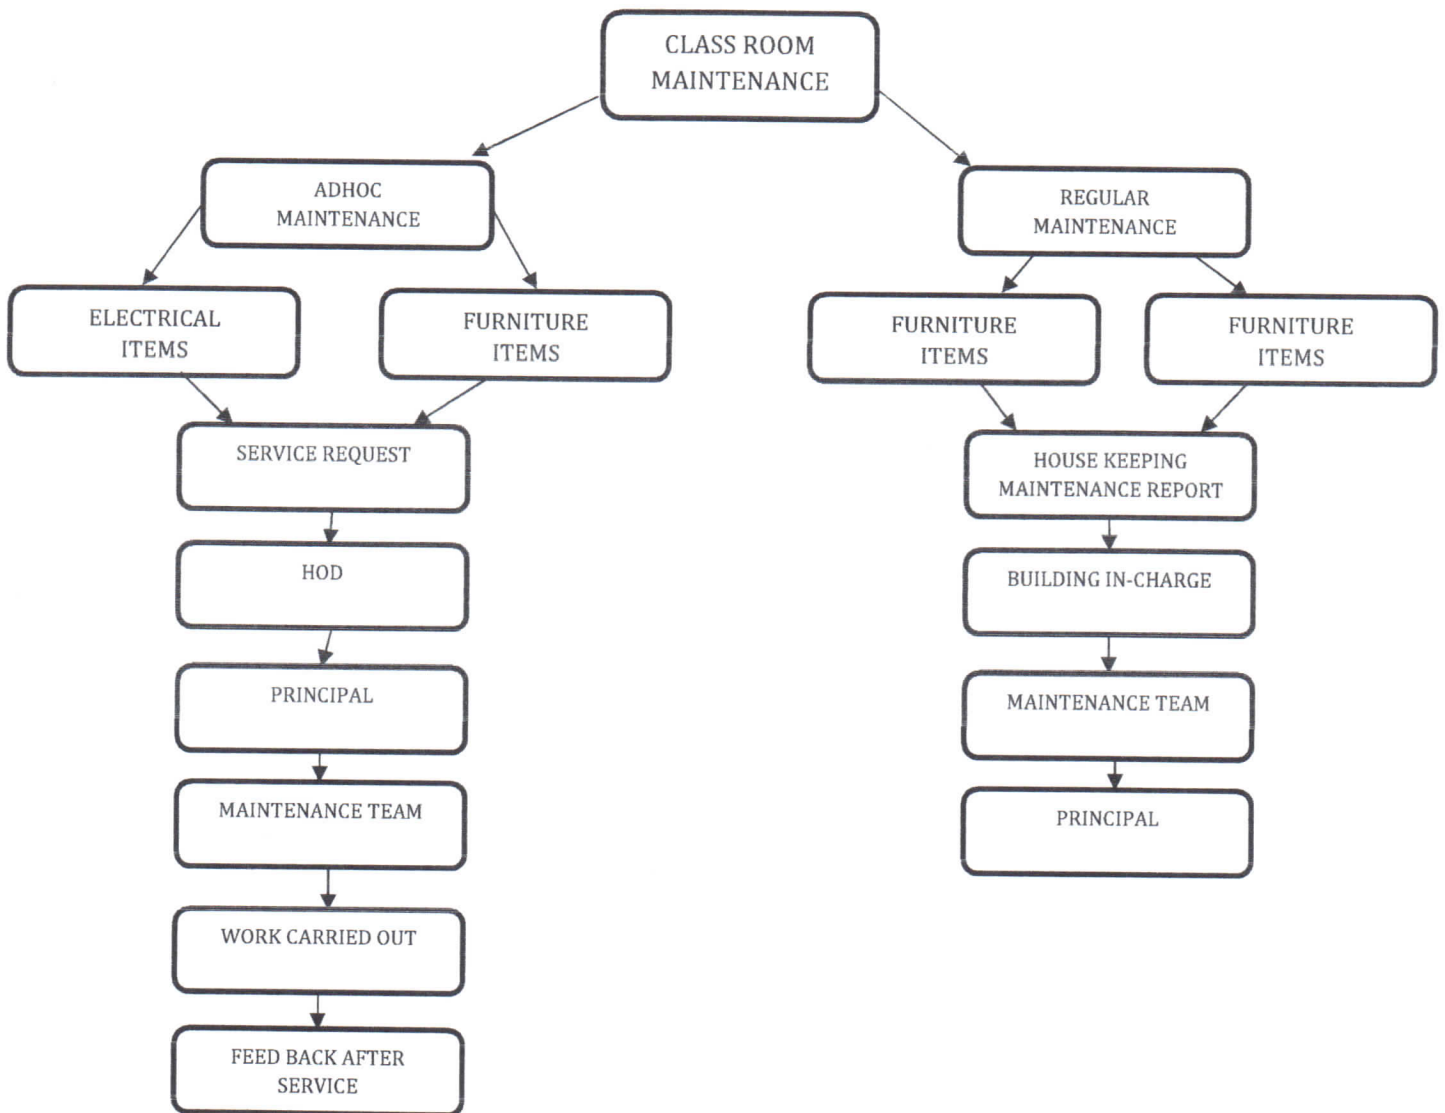 CLASS ROOM
MAINTENANCE
ADHOC
MAINTENANCE
REGULAR
MAINTENANCE
ELECTRICAL
ITEMS
FURNITURE
ITEMS
FURNITURE
ITEMS
FURNITURE
ITEMS
SERVICE REQUEST
HOUSE KEEPING
MAINTENANCE REPORT
HOD
BUILDING IN-CHARGE
PRINCIPAL
MAINTENANCE TEAM
MAINTENANCE TEAM
PRINCIPAL
WORK CARRIED OUT
FEED BACK AFTER
SERVICE